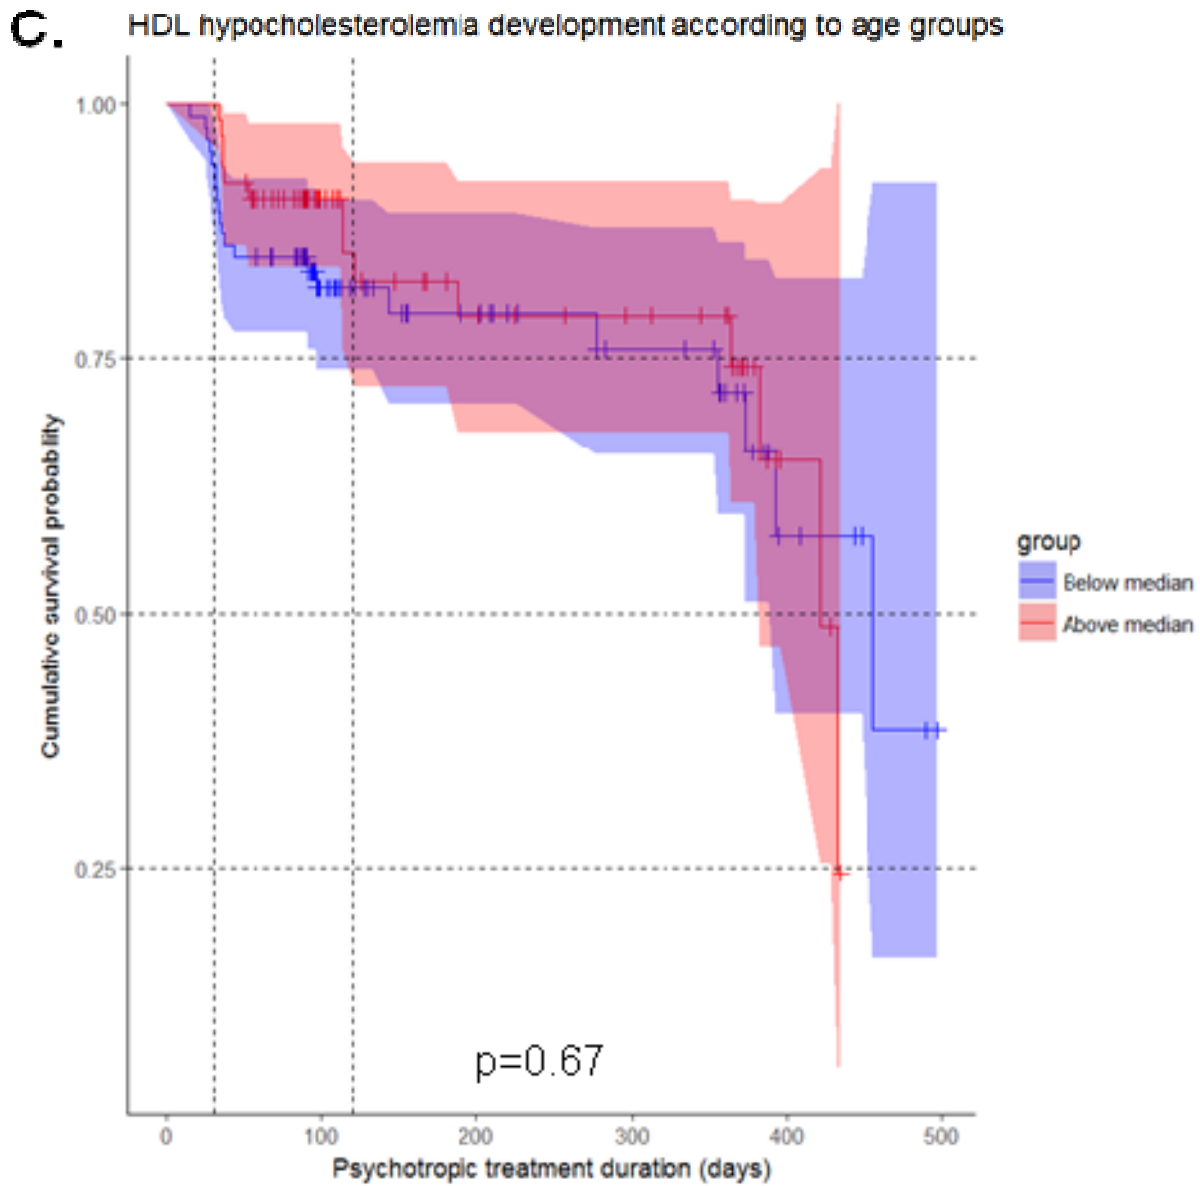 C.
HDL hypocholesterolemia development according to age groups
1.00
0.75
0.50
0.25
Cumulative survival probability
p=0.67
0 100 200 300 400 500
Psychotropic treatment duration (days)
group
Below median
Above median